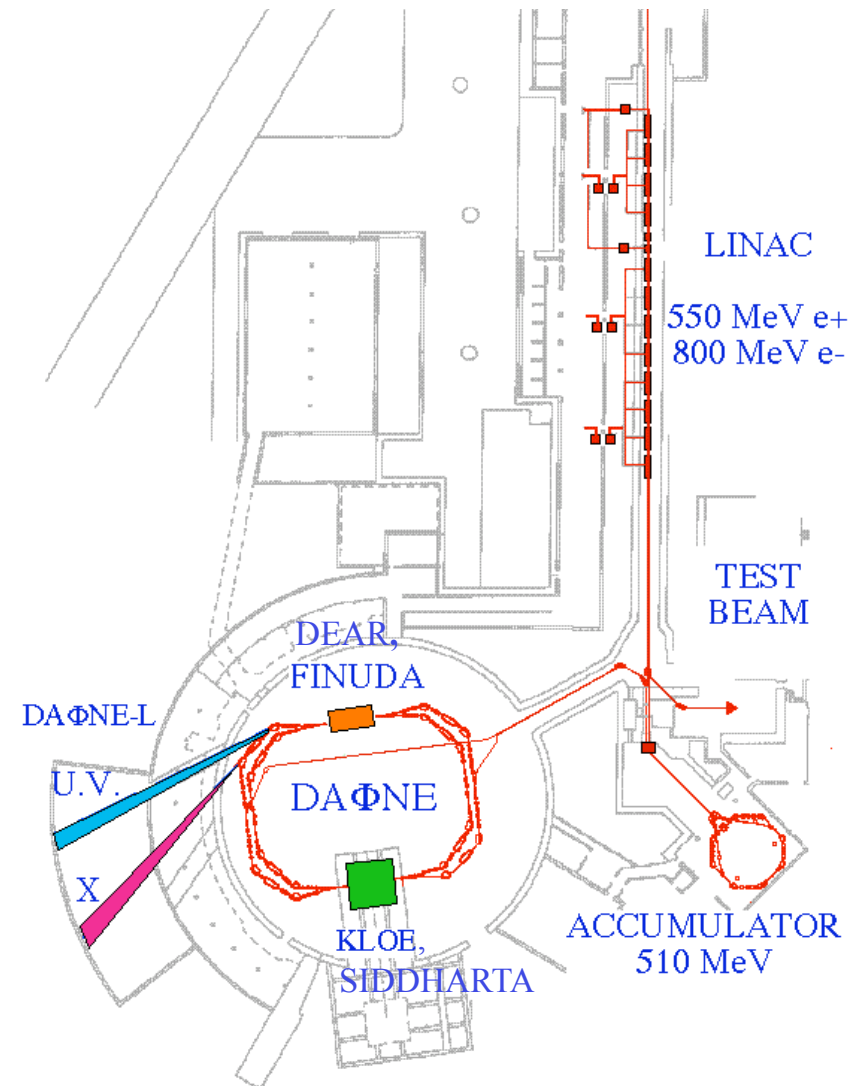 LINAC
550 MeV e+
800 MeV e-
TEST
BEAM
DEAR,
FINUDA
DAΦNE-L
U.V.
DAΦNE
X
KLOE,
SIDDHARTA
ACCUMULATOR
510 MeV